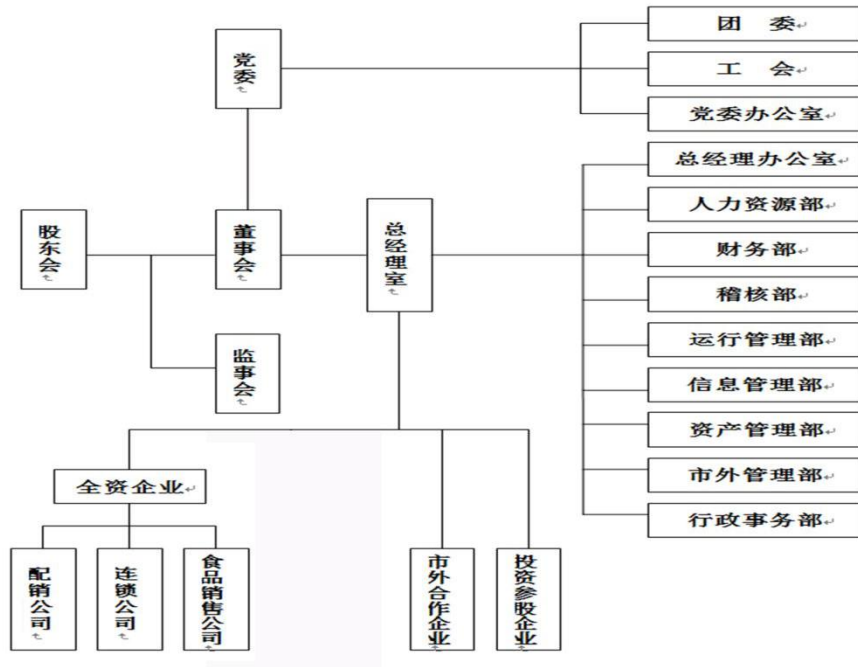 团 委
党委
工 会
党委办公室
总经理办公室
人力资源部
股东会
董事会
总经理室
财务部
稽核部
运行管理部
监事会
信息管理部
资产管理部
市外管理部
全资企业
行政事务部
配销公司
连锁公司
食品销售公司
市外合作企业
投资参股企业